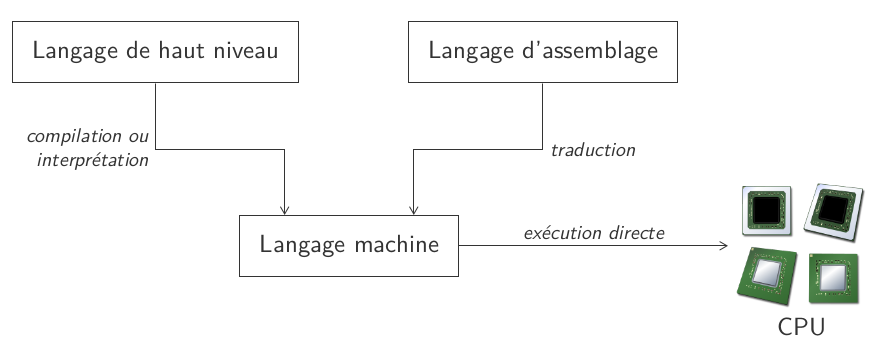 Langage de haut niveau
Langage d'assemblage
compilation ou
interprétation
traduction
Langage machine
exécution directe
CPU